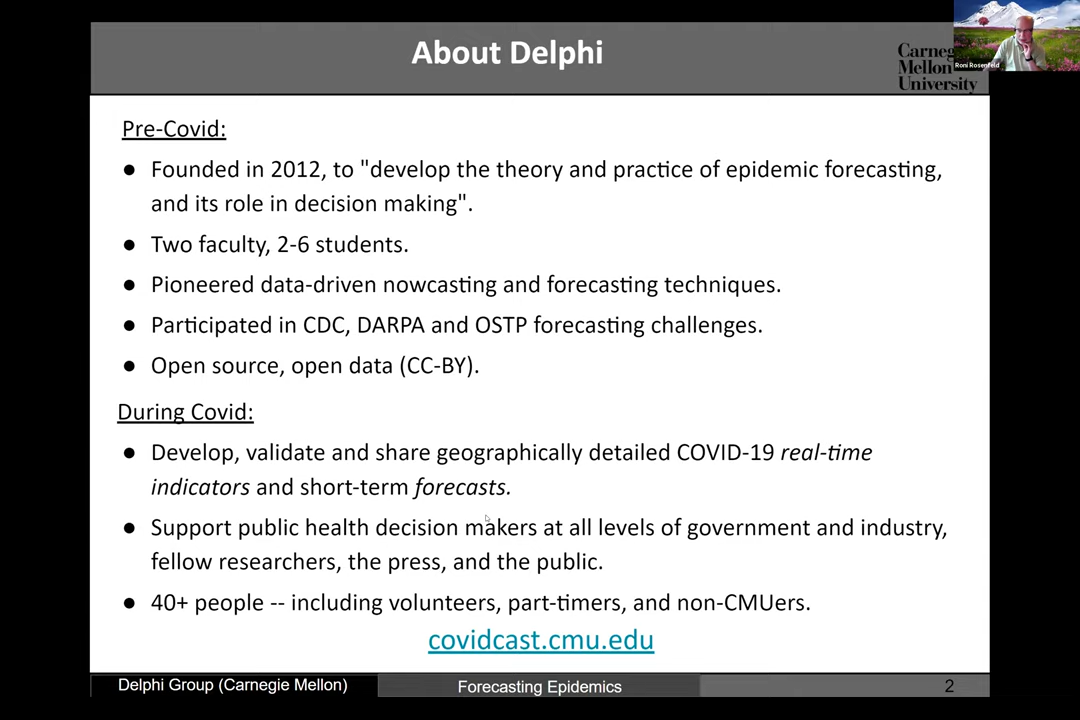 About Delphi
Carneg
Mellon
University
Roni Rosenfeld
Pre-Covid:
● Founded in 2012, to "develop the theory and practice of epidemic forecasting,
and its role in decision making".
● Two faculty, 2-6 students.
● Pioneered data-driven nowcasting and forecasting techniques.
● Participated in CDC, DARPA and OSTP forecasting challenges.
● Open source, open data (CC-BY).
During Covid:
● Develop, validate and share geographically detailed COVID-19 real-time
indicators and short-term forecasts.
● Support public health decision makers at all levels of government and industry,
fellow researchers, the press, and the public.
● 40+ people -- including volunteers, part-timers, and non-CMUers.
covidcast.cmu.edu
Delphi Group (Carnegie Mellon)
Forecasting Epidemics
2